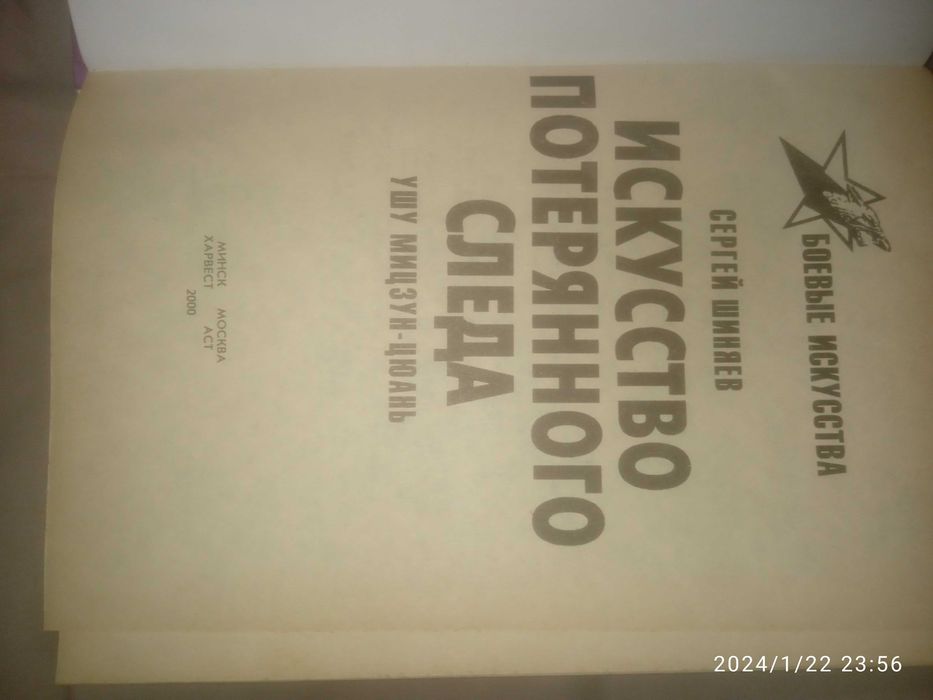 БОЕВЫЕ ИСКУССТВА
СЕРГЕЙ ШИНЯЕВ
ИСКУССТВО
ПОТЕРЯННОГО
СЛЕДА
УШУ МИЦЗУН-ЦЮАНЬ
МИНСК МОСКВА
ХАРВЕСТ АСТ
2000
2024/1/22 23:56